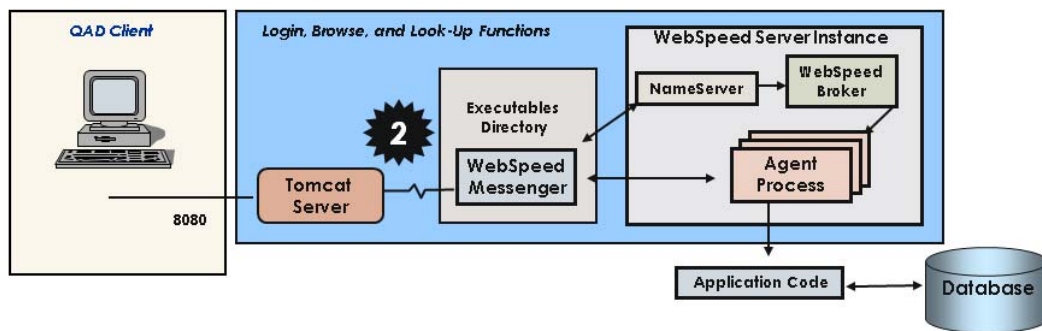 QAD Client
8080
Login, Browse, and Look-Up Functions
Tomcat
Server
2
Executables
Directory
WebSpeed
Messenger
WebSpeed Server Instance
NameServer
WebSpeed
Broker
Agent
Process
Application Code
Database